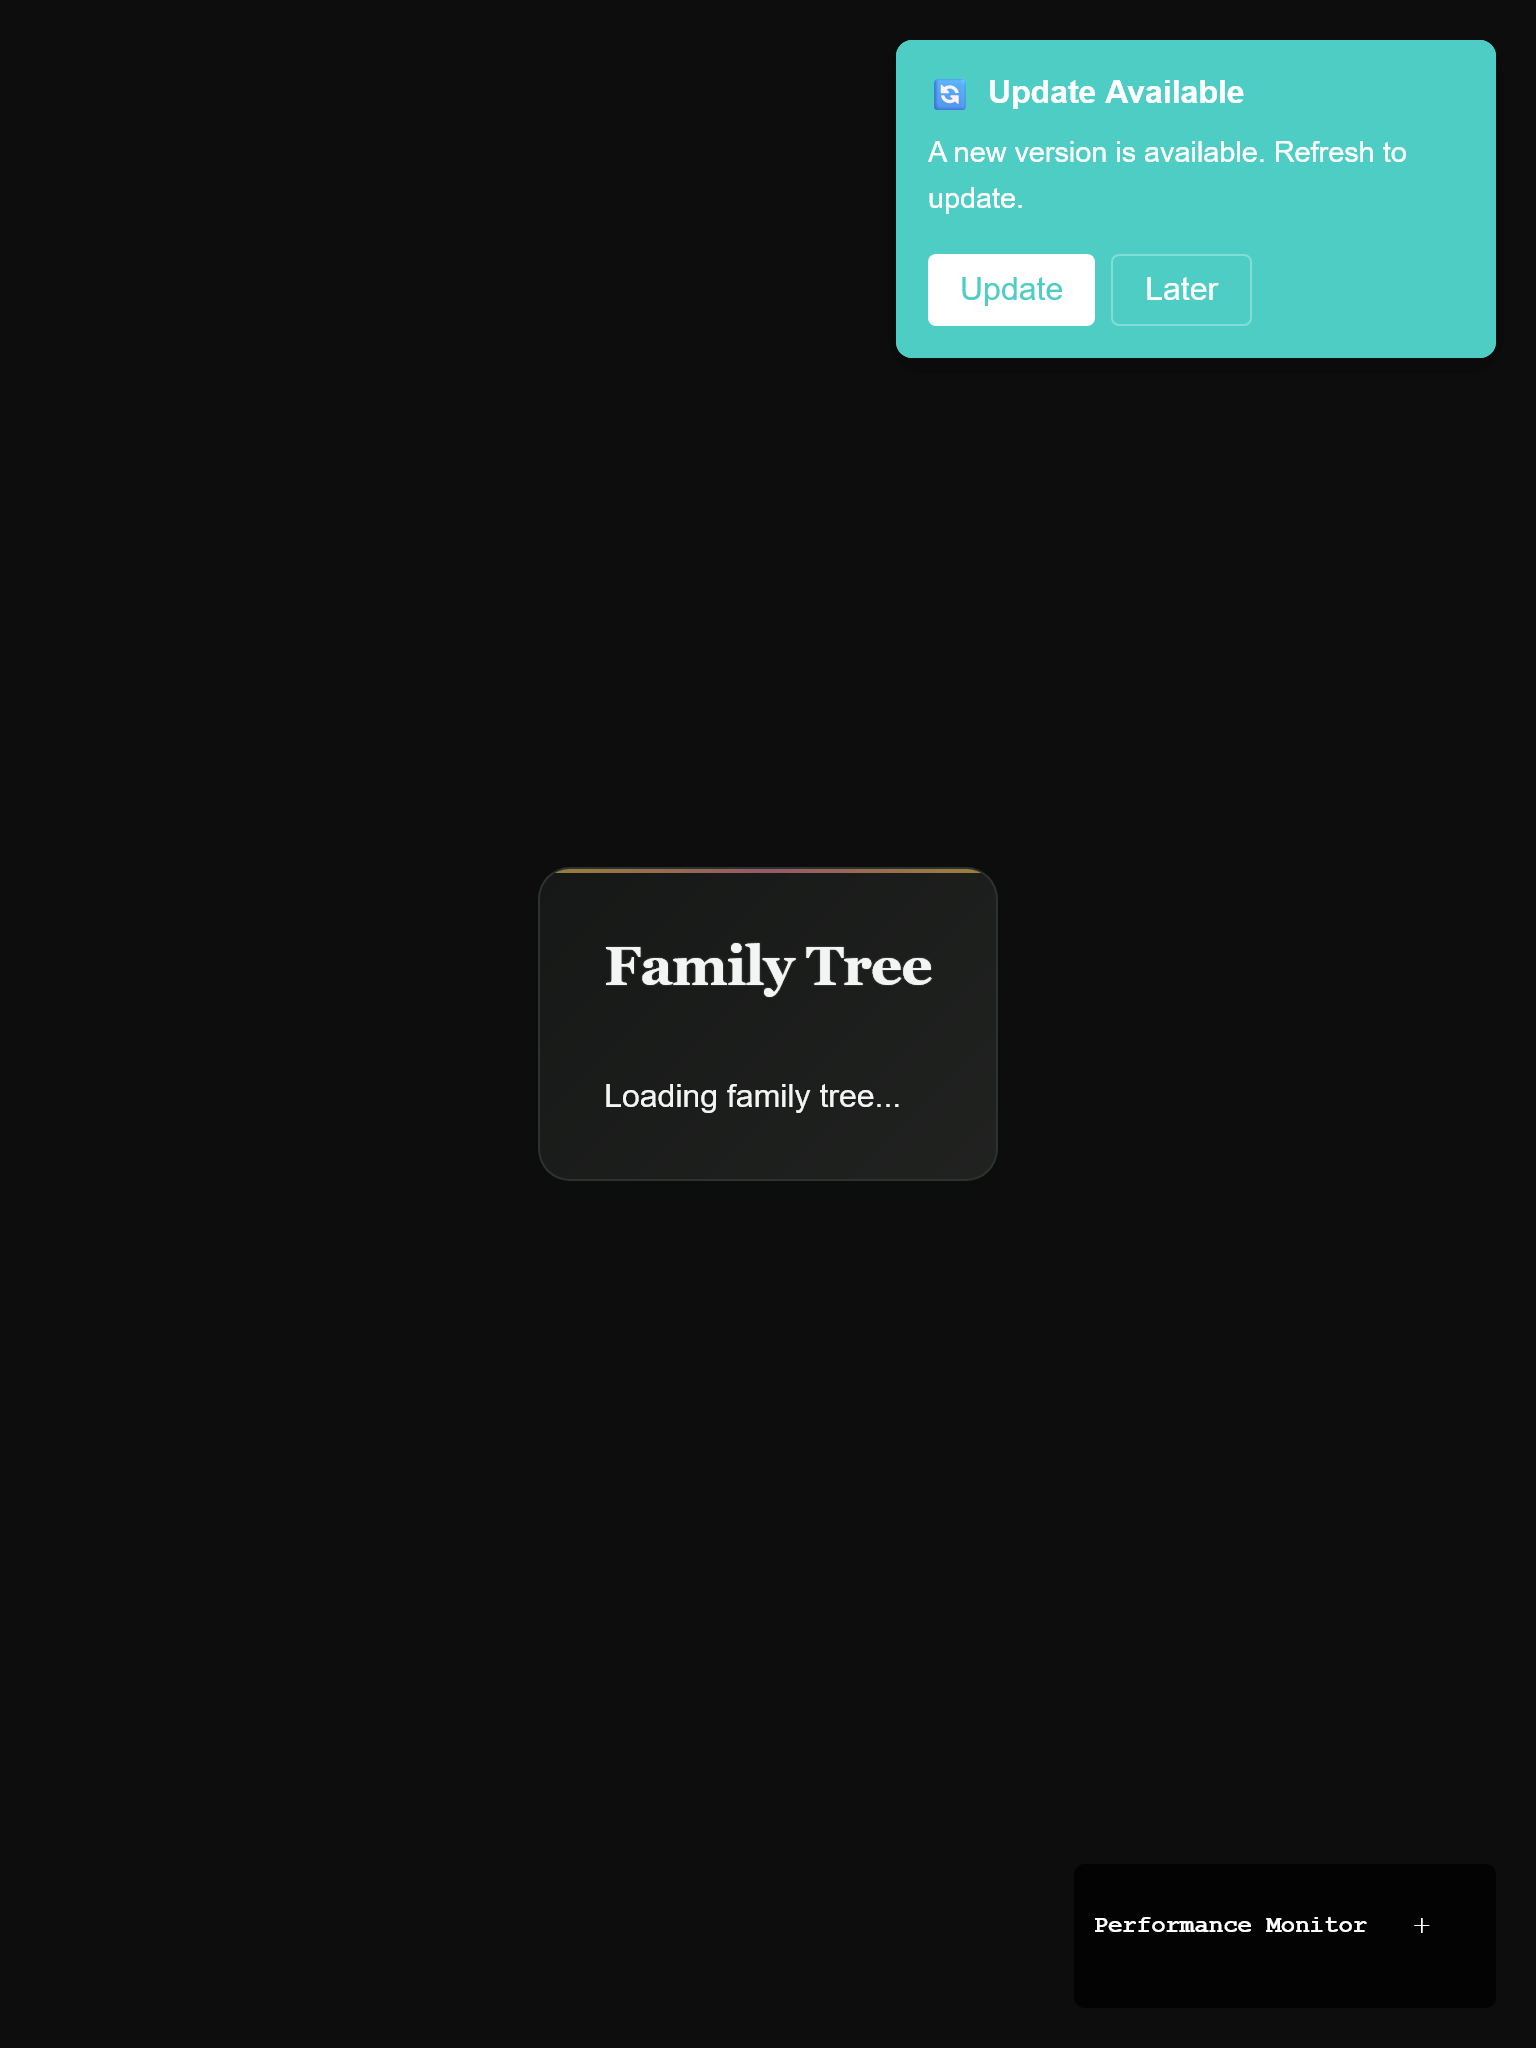 Update Available
A new version is available. Refresh to
update.
Update
Later
Family Tree
Loading family tree...
Performance Monitor +